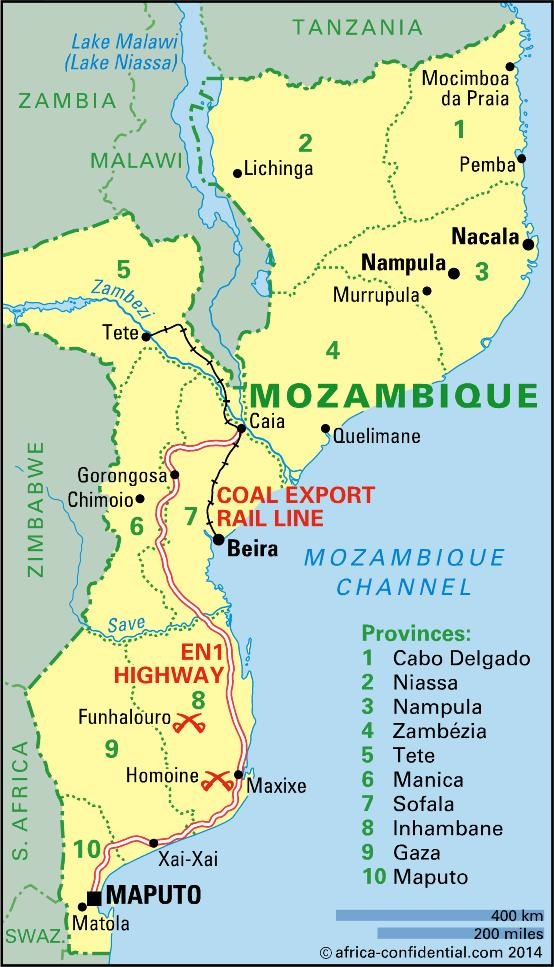 TANZANIA
Lake Malawi
(Lake Niassa)
ZAMBIA
MALAWI
Mocimboa
da Praia
1
2
Lichinga
Pemba
Nacala
Nampula
3
Murrupula
5
Zambezi
Tete
4
MOZAMBIQUE
Caia
Quelimane
ZIMBABWE
Gorongosa
Chimoio
6
7
COAL EXPORT
RAIL LINE
Beira
MOZAMBIQUE
CHANNEL
Save
EN1
HIGHWAY
8
Funhalouro
9
Homoine
Maxixe
S. AFRICA
10
Xai-Xai
MAPUTO
Matola
SWAZ.
Provinces:
1 Cabo Delgado
2 Niassa
3 Nampula
4 Zambézia
5 Tete
6 Manica
7 Sofala
8 Inhambane
9 Gaza
10 Maputo
400 km
200 miles
© africa-confidential.com 2014